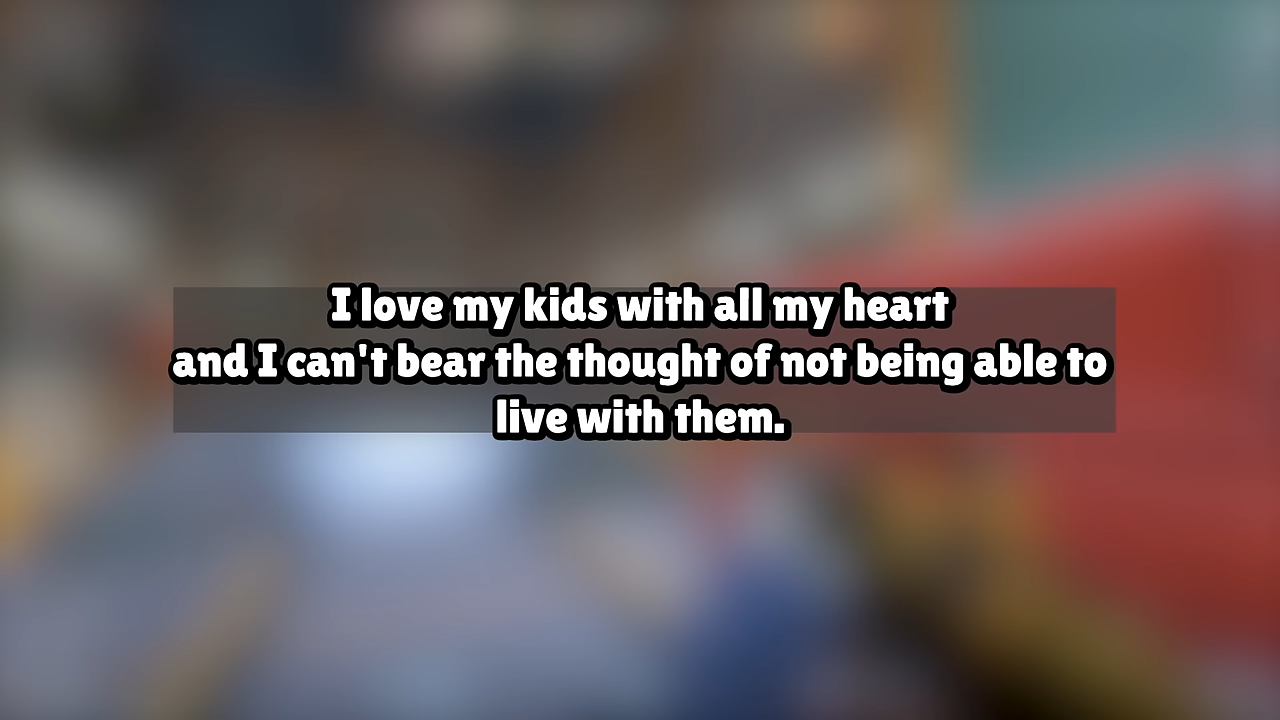 I love my kids with all my heart
and I can't bear the thought of not being able to
live with them.